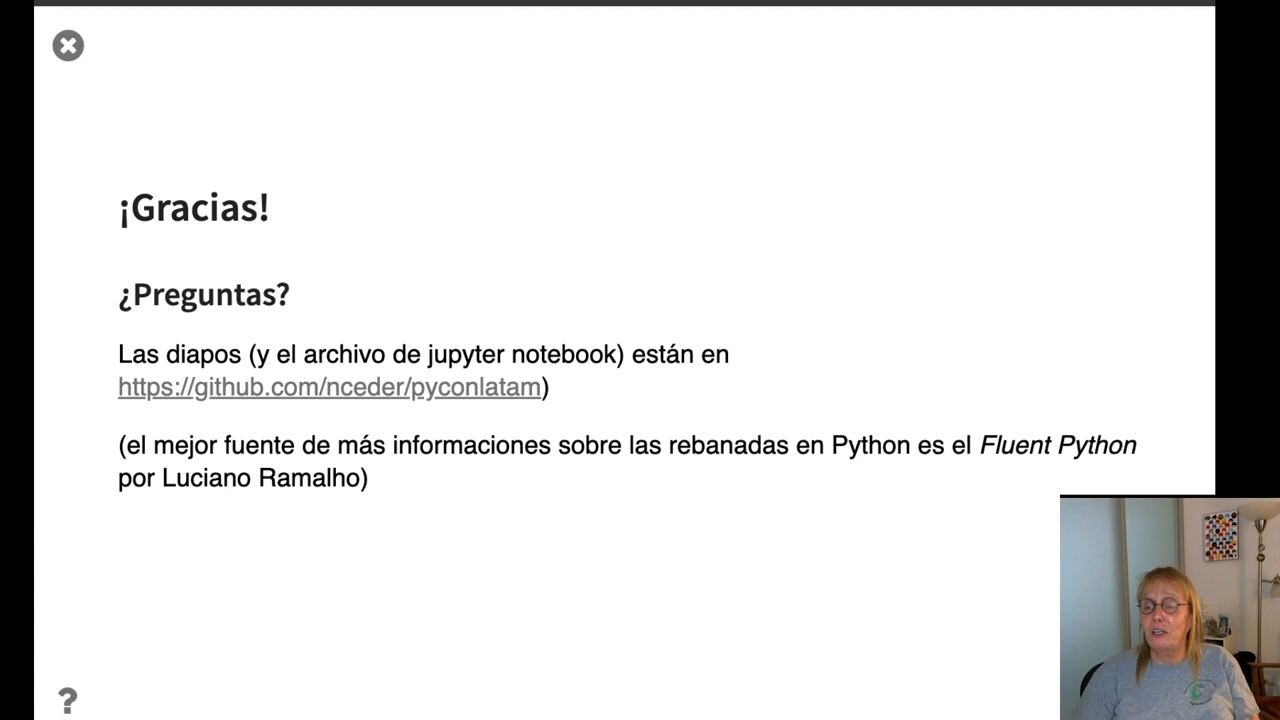 ¡Gracias!
¿Preguntas?
Las diapos (y el archivo de jupyter notebook) están en
https://github.com/nceder/pyconlatam)
(el mejor fuente de más informaciones sobre las rebanadas en Python es el Fluent Python
por Luciano Ramalho)
?